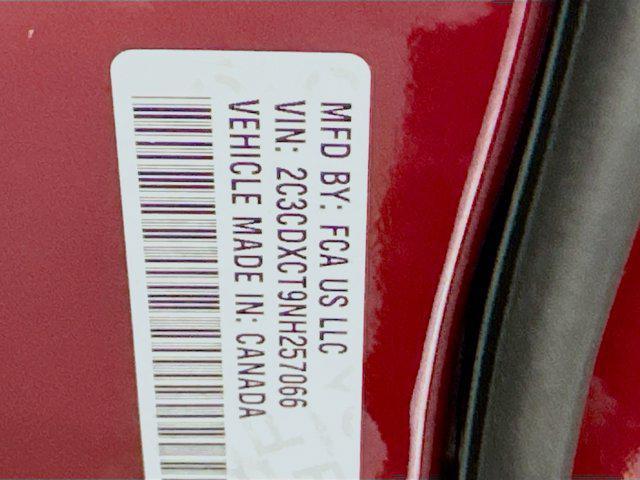 MFD BY: FCA US LLC
VIN: 2C3CDXCT9NH257066
VEHICLE MADE IN: CANADA